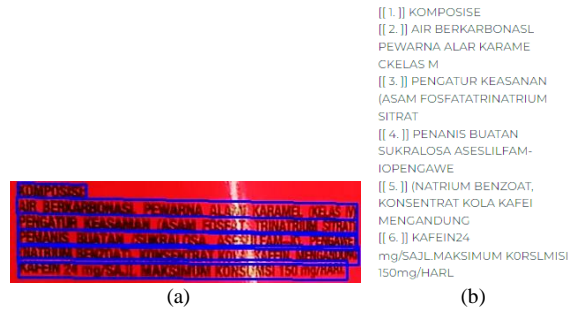 KOMPOSISI
AIR BERKARBONASI, PEWARNA ALAMI KARAMEL (KELAS IV)
PENGATUR KEASAMAN (ASAM FOSFAT, TRINATRIUM SITRAT
PEMANIS BUATAN (SUKRALOSA, PENGAWE
(NATRIUM BENZOAT), KONSENTRAT KOLA, KAFEIN, MENGANDUNG
KAFEIN 24 mg/SAJI, MAKSIMUM KONSUMSI 150 mg/HARI
(a)
[[ 1. ]] KOMPOSISE
[[ 2. ]] AIR BERKARBONASL
PEWARNA ALAR KARAME
CKELAS M
[[ 3. ]] PENGATUR KEASANAN
(ASAM FOSFATATRINATRIUM
SITRAT
[[ 4. ]] PENANIS BUATAN
SUKRALOSA ASESLILFAM-
IOPENGAWE
[[ 5. ]] (NATRIUM BENZOAT,
KONSENTRAT KOLA KAFEI
MENGANDUNG
[[ 6. ]] KAFEIN24
mg/SAJL.MAKSIMUM K0RSLMISI
150mg/HARL
(b)